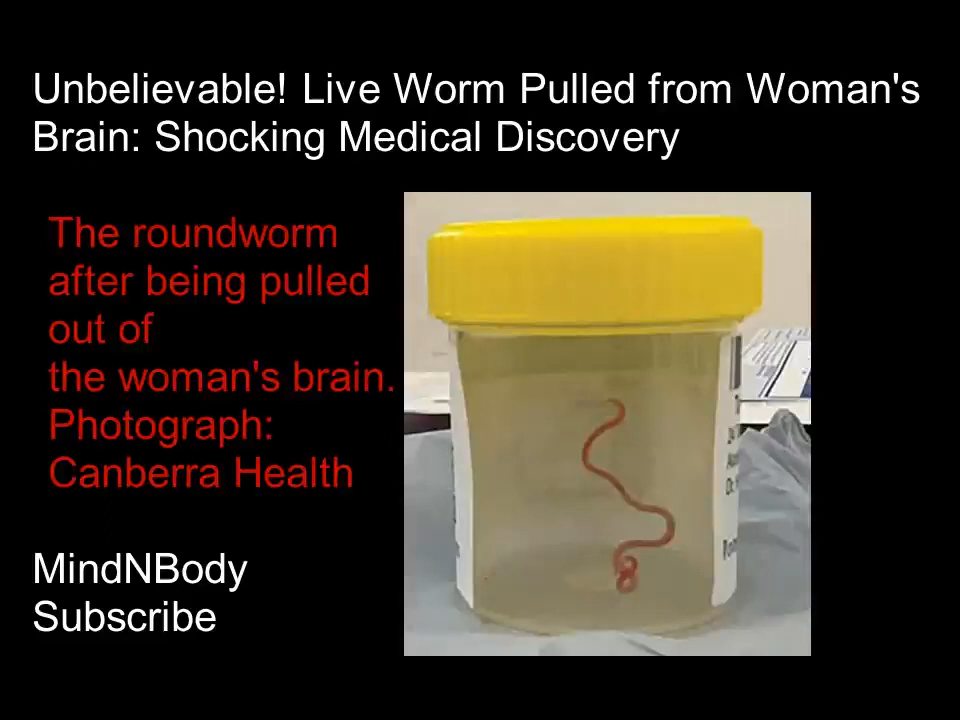 Unbelievable! Live Worm Pulled from Woman's
Brain: Shocking Medical Discovery
The roundworm
after being pulled
out of
the woman's brain.
Photograph:
Canberra Health
MindNBody
Subscribe